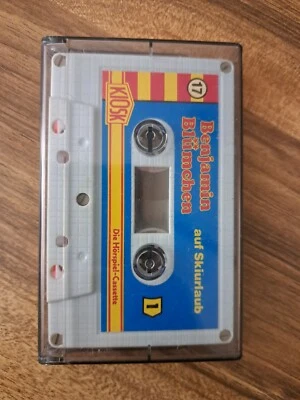 17
Benjamin
Blümchen
auf Skiurlaub
KIOSK
Die Hörspiel-Cassette
1